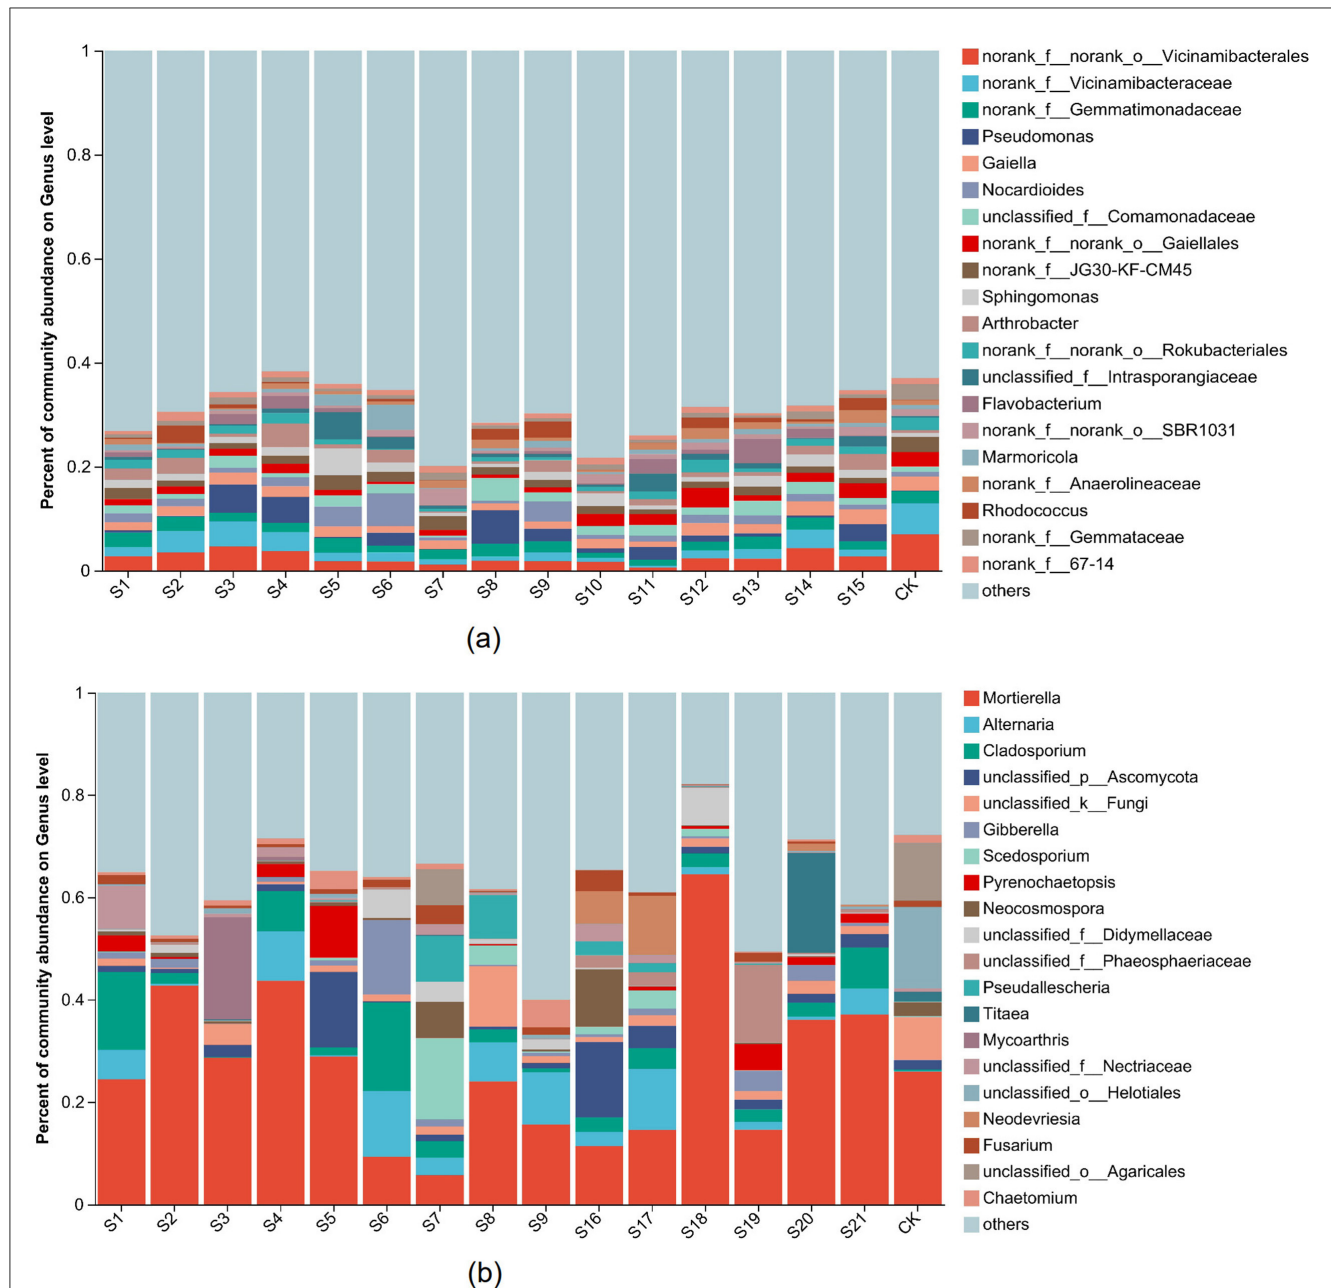 Percent of community abundance on Genus level
1
0.8
0.6
0.4
0.2
0
S1
S2
S3
S4
S5
S6
S7
S8
S9
S10
S11
S12
S13
S14
S15
CK
norank_f__norank_o__Vicinamibacterales
norank_f__Vicinamibacteraceae
norank_f__Gemmatimonadaceae
Pseudomonas
Gaiella
Nocardioides
unclassified_f__Comamonadaceae
norank_f__norank_o__Gaiellales
norank_f__JG30-KF-CM45
Sphingomonas
Arthrobacter
norank_f__norank_o__Rokubacteriales
unclassified_f__Intrasporangiaceae
Flavobacterium
norank_f__norank_o__SBR1031
Marmoricola
norank_f__Anaerolineaceae
Rhodococcus
norank_f__Gemmataceae
norank_f__67-14
others
(a)
Percent of community abundance on Genus level
1
0.8
0.6
0.4
0.2
0
S1
S2
S3
S4
S5
S6
S7
S8
S9
S16
S17
S18
S19
S20
S21
CK
Mortierella
Alternaria
Cladosporium
unclassified_p__Ascomycota
unclassified_k__Fungi
Gibberella
Scedosporium
Pyrenochaetopsis
Neocosmospora
unclassified_f__Didymellaceae
unclassified_f__Phaeosphaeriaceae
Pseudallescheria
Titaea
Mycoarthris
unclassified_f__Nectriaceae
unclassified_o__Helotiales
Neodevriesia
Fusarium
unclassified_o__Agaricales
Chaetomium
others
(b)